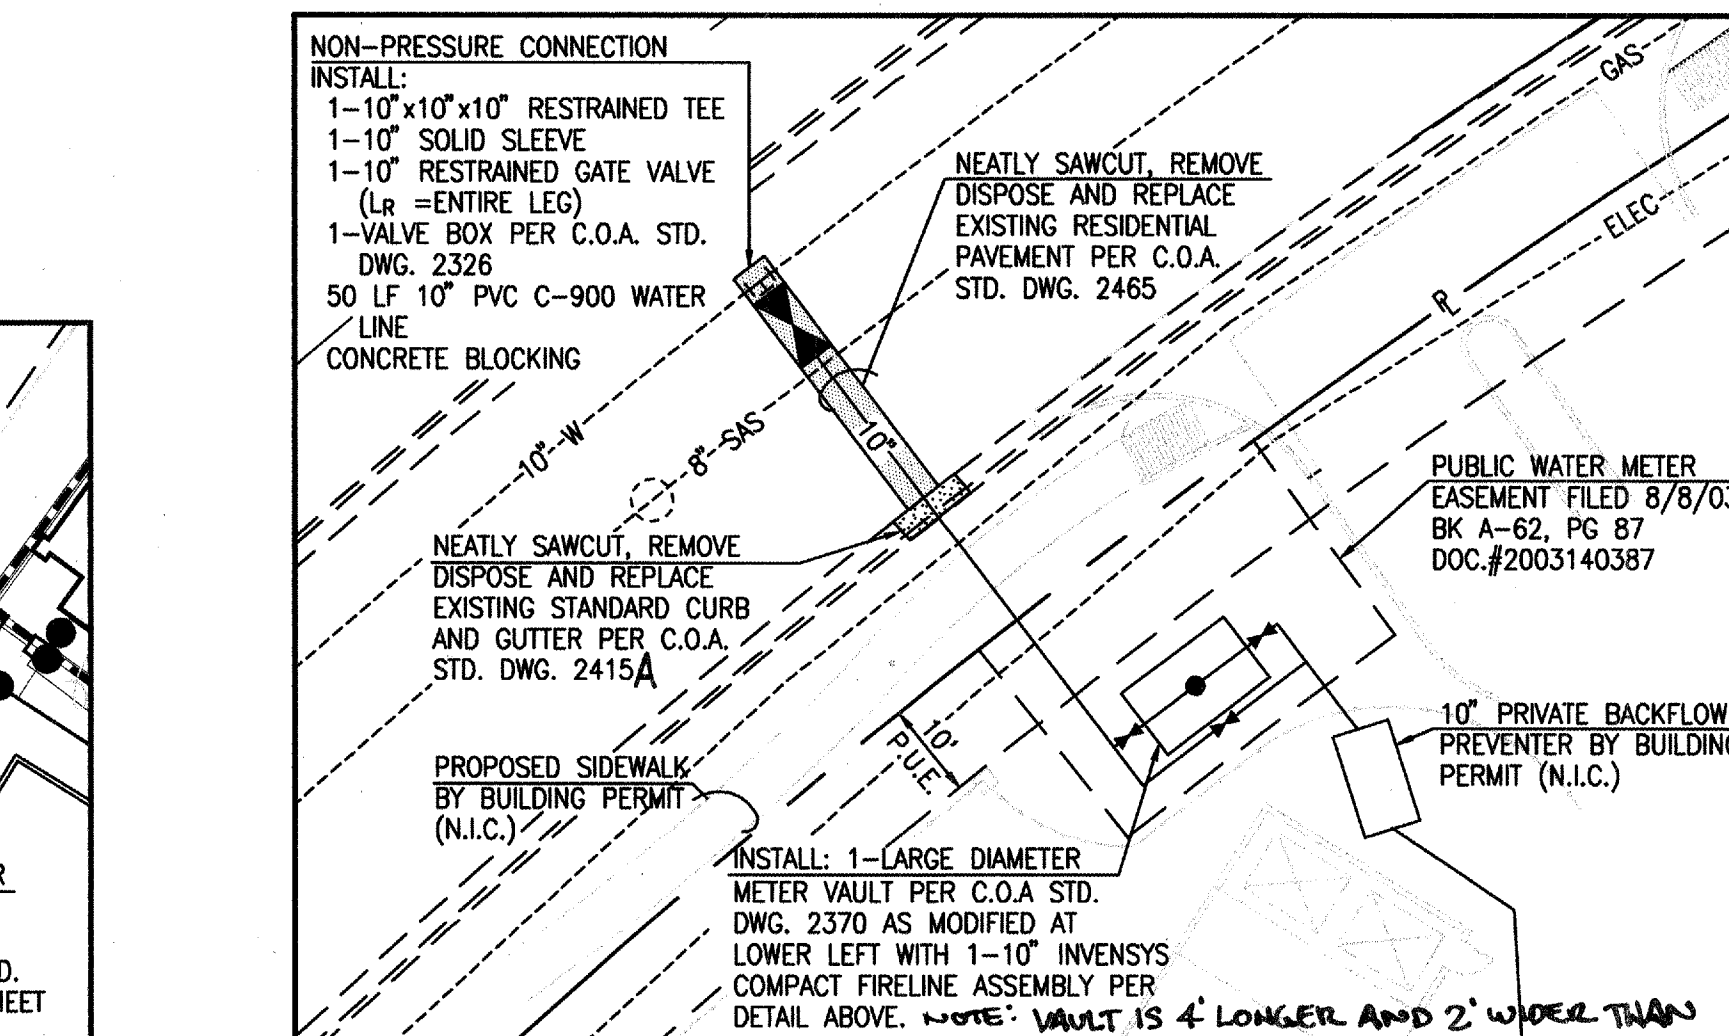 NON-PRESSURE CONNECTION
INSTALL:
1-10"x10"x10" RESTRAINED TEE
1-10" SOLID SLEEVE
1-10" RESTRAINED GATE VALVE
(LR =ENTIRE LEG)
1-VALVE BOX PER C.O.A. STD.
DWG. 2326
50 LF 10" PVC C-900 WATER
LINE
CONCRETE BLOCKING
NEATLY SAWCUT, REMOVE
DISPOSE AND REPLACE
EXISTING RESIDENTIAL
PAVEMENT PER C.O.A.
STD. DWG. 2465
GAS
ELEC
PL
10" W
8" SAS
10"
PUBLIC WATER METER
EASEMENT FILED 8/8/03
BK A-62, PG 87
DOC.#2003140387
NEATLY SAWCUT, REMOVE
DISPOSE AND REPLACE
EXISTING STANDARD CURB
AND GUTTER PER C.O.A.
STD. DWG. 2415A
10'
P.U.E.
10" PRIVATE BACKFLOW
PREVENTER BY BUILDING
PERMIT (N.I.C.)
PROPOSED SIDEWALK
BY BUILDING PERMIT
(N.I.C.)
INSTALL: 1-LARGE DIAMETER
METER VAULT PER C.O.A STD.
DWG. 2370 AS MODIFIED AT
LOWER LEFT WITH 1-10" INVENSYS
COMPACT FIRELINE ASSEMBLY PER
DETAIL ABOVE. NOTE: VAULT IS 4' LONGER AND 2' WIDER THAN
R
D.
HEET